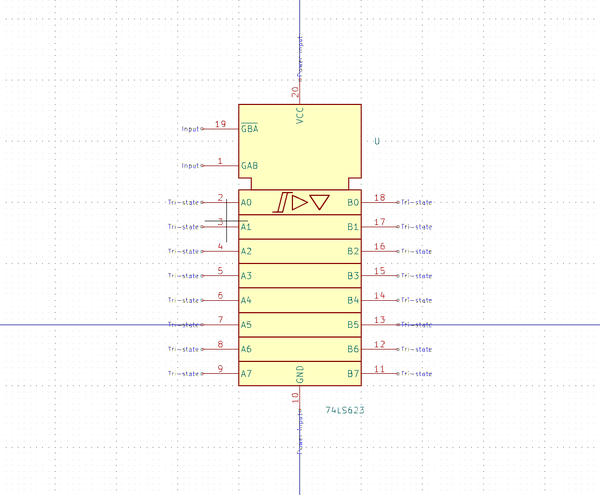 Power input
20
VCC
Input 19 GBA
U
Input 1 GAB
Tri-state 2 A0 B0 18 Tri-state
Tri-state 3 A1 B1 17 Tri-state
Tri-state 4 A2 B2 16 Tri-state
Tri-state 5 A3 B3 15 Tri-state
Tri-state 6 A4 B4 14 Tri-state
Tri-state 7 A5 B5 13 Tri-state
Tri-state 8 A6 B6 12 Tri-state
Tri-state 9 A7 B7 11 Tri-state
GND
10
Power input
74LS623